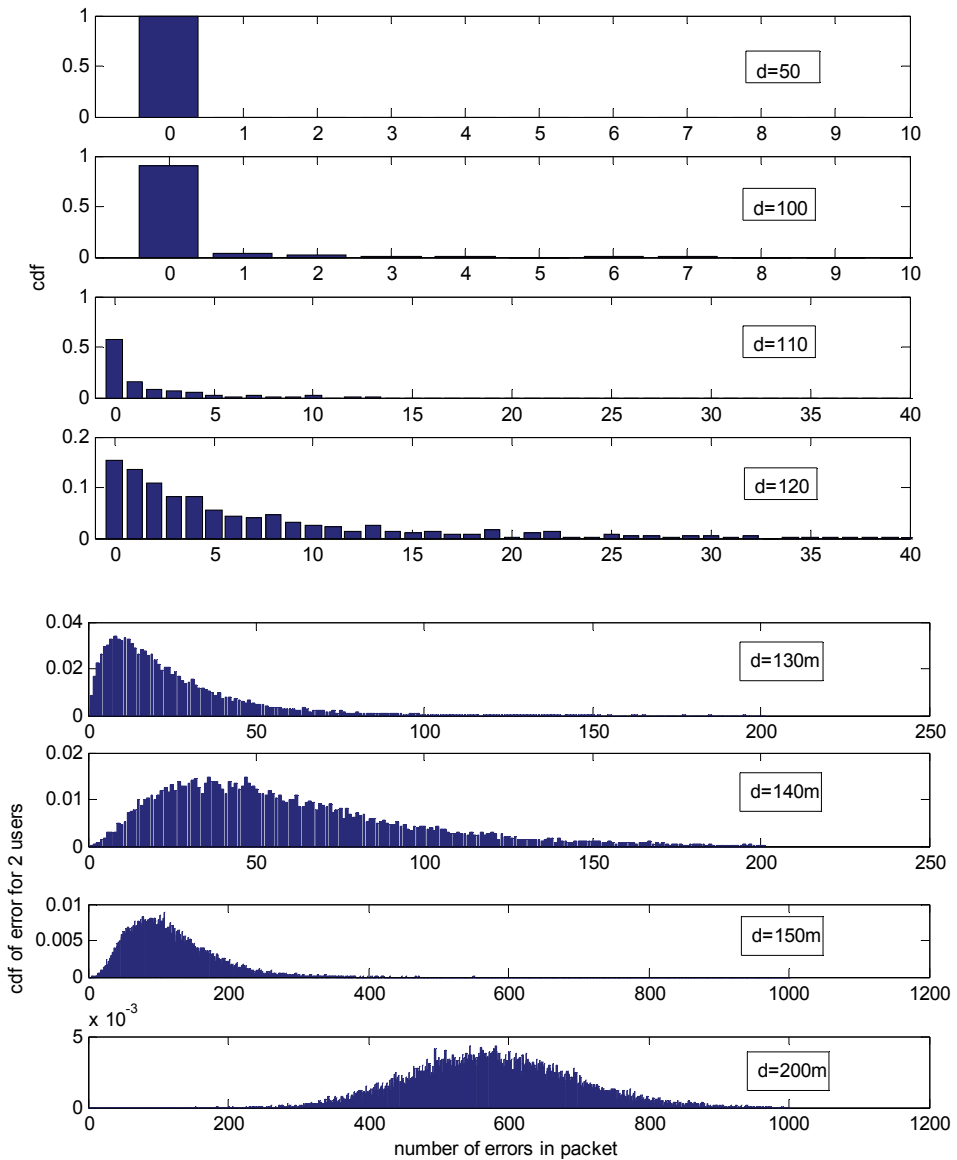 1
0.5
0
d=50
0 1 2 3 4 5 6 7 8 9 10
1
0.5
0
d=100
0 1 2 3 4 5 6 7 8 9 10
cdf
1
0.5
0
d=110
0 5 10 15 20 25 30 35 40
0.2
0.1
0
d=120
0 5 10 15 20 25 30 35 40
0.04
0.02
0
d=130m
0 50 100 150 200 250
0.02
0.01
0
d=140m
0 50 100 150 200 250
cdf of error for 2 users
0.01
0.005
0
d=150m
0 200 400 600 800 1000 1200
x 10-3
5
0
d=200m
0 200 400 600 800 1000 1200
number of errors in packet